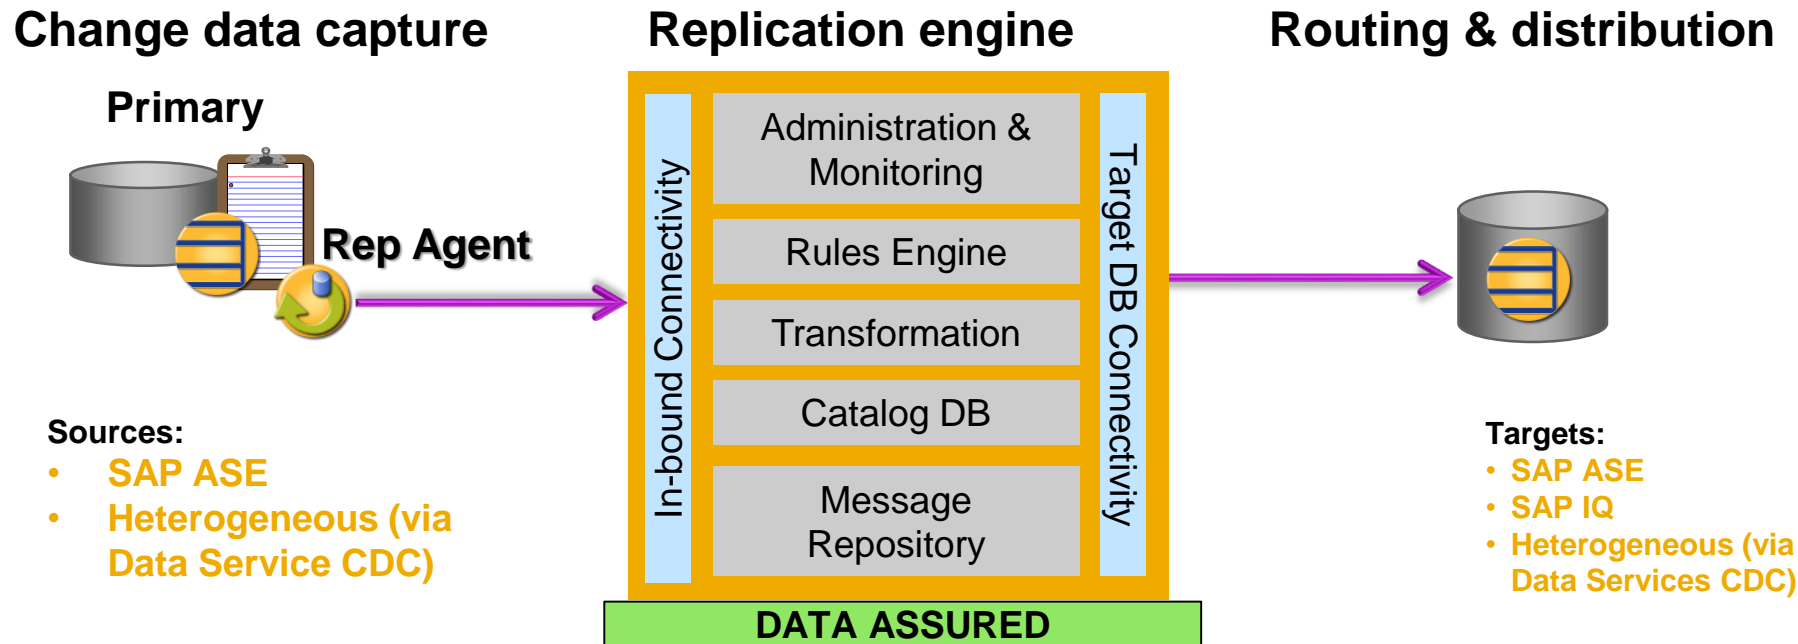 Change data capture
Replication engine
Routing & distribution
Primary
Rep Agent
In-bound Connectivity
Administration &
Monitoring
Rules Engine
Transformation
Catalog DB
Message
Repository
Target DB Connectivity
DATA ASSURED
Sources:
• SAP ASE
• Heterogeneous (via
Data Service CDC)
Targets:
• SAP ASE
• SAP IQ
• Heterogeneous (via
Data Services CDC)